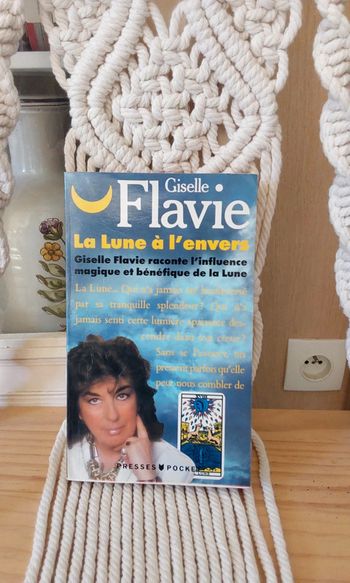 Giselle
Flavie
La Lune à l'envers
Giselle Flavie raconte l'influence
magique et bénéfique de la Lune
La Lune... Qui n'a jamais été bouleversé
par sa tranquille splendeur? Qui n'a
jamais senti cette lumière apaisante des-
cendre dans son cœur?
Sans se l'avouer, on
pressent parfois qu'elle
peut nous combler de
PRESSES POCKET